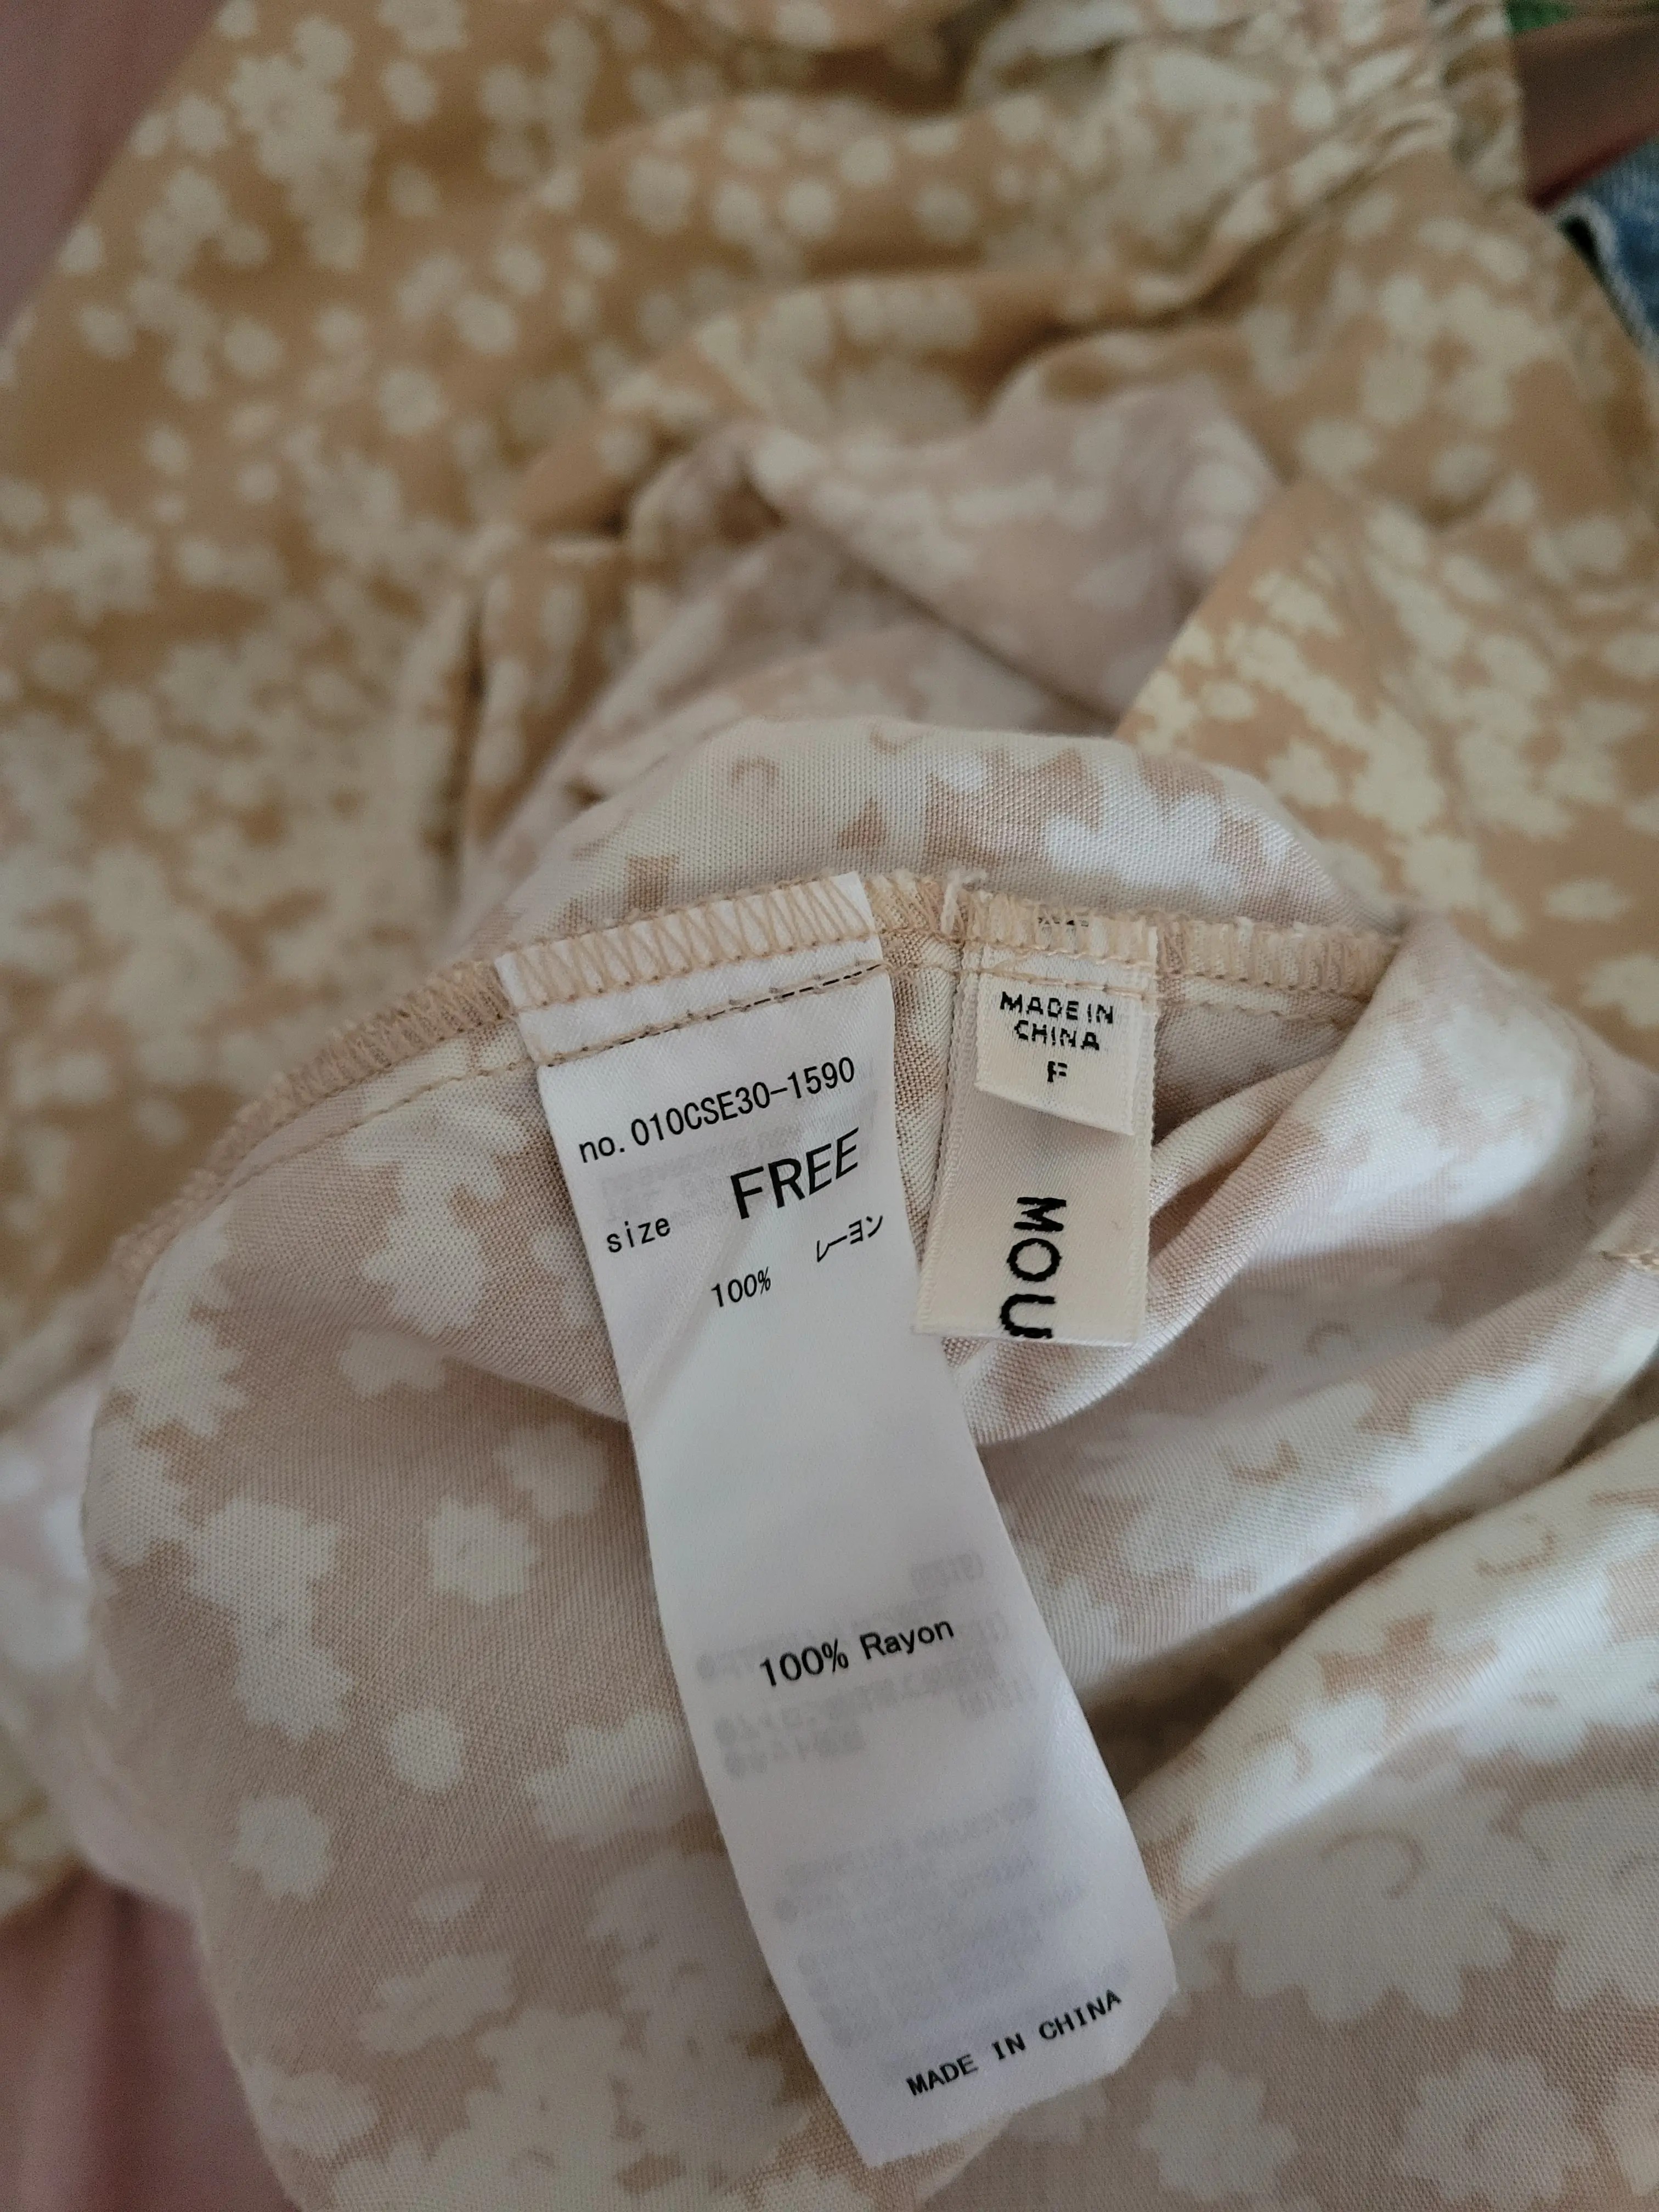 no.010CSE30-1590
size FREE
100% レーヨン
100% Rayon
MADE IN CHINA
MADE IN
CHINA
F
MOU